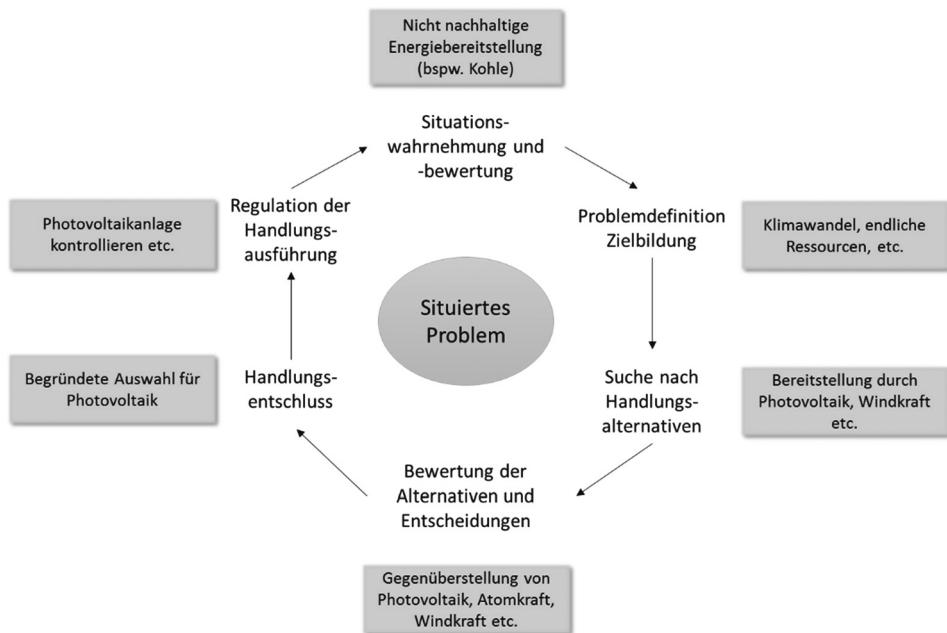 Nicht nachhaltige
Energiebereitstellung
(bspw. Kohle)
Situations-
wahrnehmung und
-bewertung
Problemdefinition
Zielbildung
Klimawandel, endliche
Ressourcen, etc.
Suche nach
Handlungs-
alternativen
Bereitstellung durch
Photovoltaik, Windkraft
etc.
Bewertung der
Alternativen und
Entscheidungen
Gegenüberstellung von
Photovoltaik, Atomkraft,
Windkraft etc.
Handlungs-
entschluss
Begründete Auswahl für
Photovoltaik
Regulation der
Handlungs-
ausführung
Photovoltaikanlage
kontrollieren etc.
Situiertes
Problem